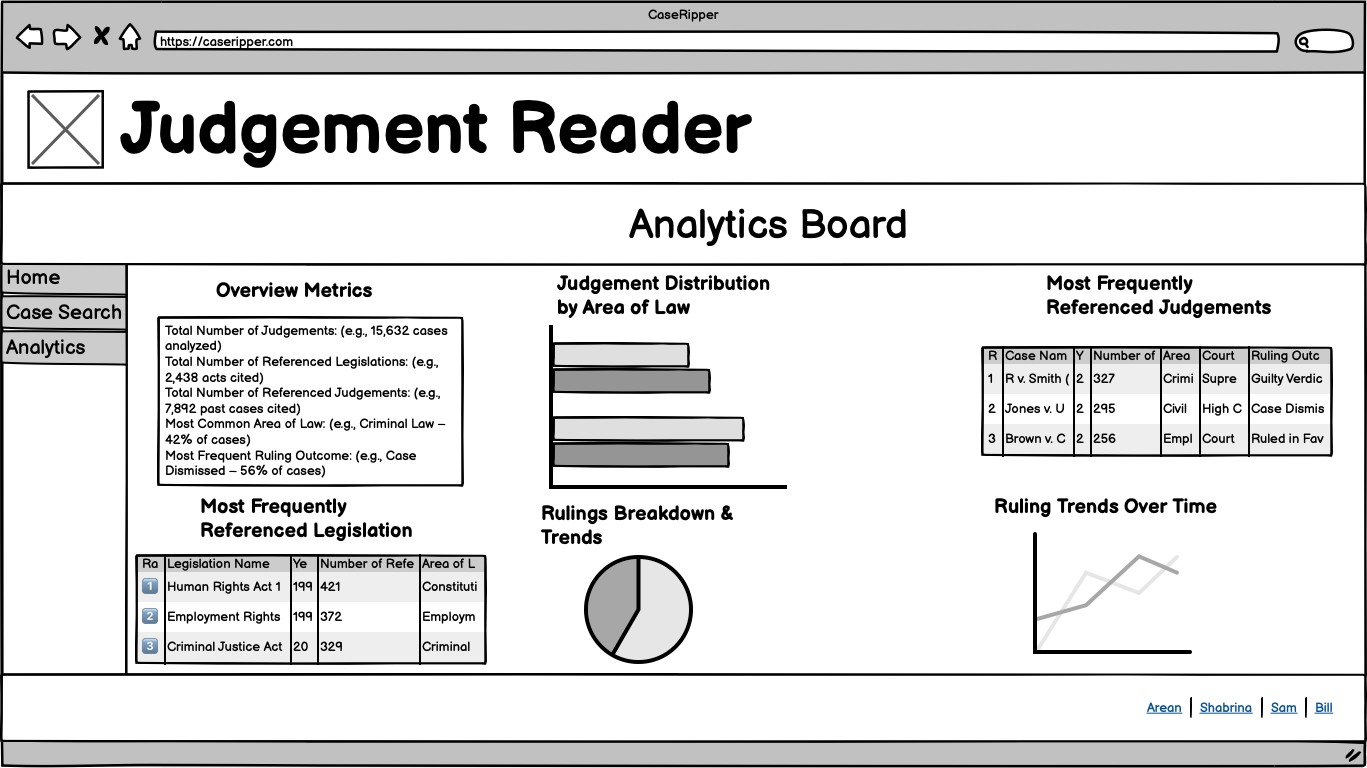 CaseRipper
https://caseripper.com
Judgement Reader
Analytics Board
Home
Case Search
Analytics
Overview Metrics
Total Number of Judgements: (e.g., 15,632 cases
analyzed)
Total Number of Referenced Legislations: (e.g.,
2,438 acts cited)
Total Number of Referenced Judgements: (e.g.,
7,892 past cases cited)
Most Common Area of Law: (e.g., Criminal Law –
42% of cases)
Most Frequent Ruling Outcome: (e.g., Case
Dismissed – 56% of cases)
Judgement Distribution
by Area of Law
Most Frequently
Referenced Judgements
R Case Nam Y Number of Area Court Ruling Outc
1 R v. Smith ( 2 327 Crimi Supre Guilty Verdic
2 Jones v. U 2 295 Civil High C Case Dismis
3 Brown v. C 2 256 Empl Court Ruled in Fav
Most Frequently
Referenced Legislation
Ra Legislation Name Ye Number of Refe Area of L
1 Human Rights Act 1 199 421 Constituti
2 Employment Rights 199 372 Employm
3 Criminal Justice Act 20 329 Criminal
Rulings Breakdown &
Trends
Ruling Trends Over Time
Arean Shabrina Sam Bill